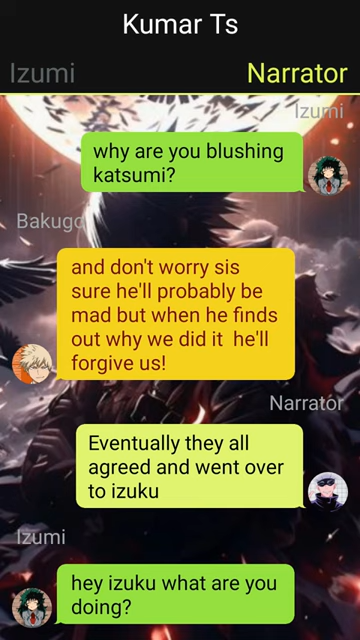 Kumar Ts
Izumi
Narrator
Izumi
why are you blushing
katsumi?
Bakugo
and don't worry sis
sure he'll probably be
mad but when he finds
out why we did it he'll
forgive us!
Narrator
Eventually they all
agreed and went over
to izuku
Izumi
hey izuku what are you
doing?